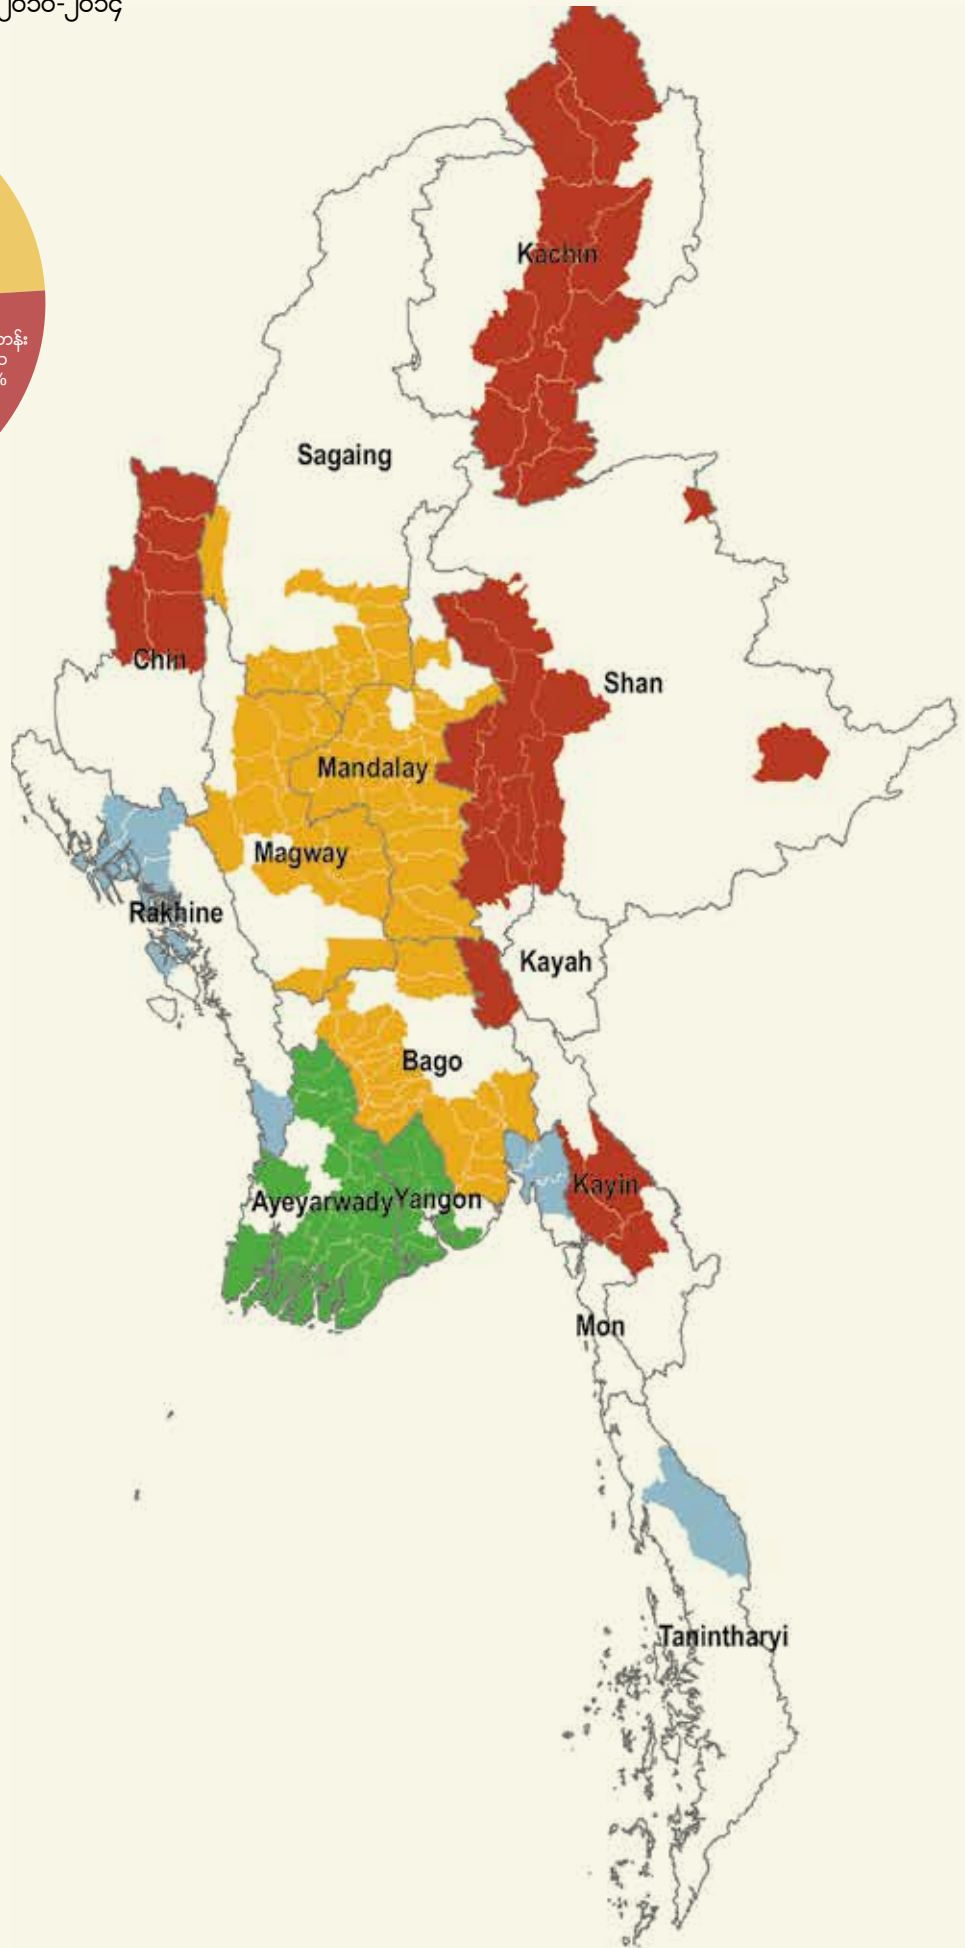 ၂၀၁၀-၂၀၁၄
Kachin
Sagaing
Chin
Shan
Mandalay
Magway
Rakhine
Kayah
Bago
Kayin
Ayeyarwady
Yangon
Mon
Tanintharyi